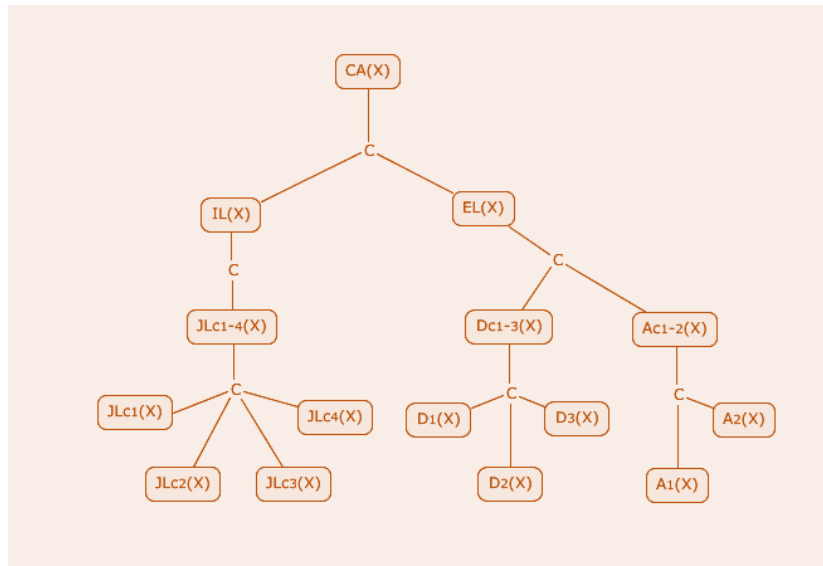 CA(X)
C
IL(X)
EL(X)
C
C
JLC1-4(X)
DC1-3(X)
AC1-2(X)
C
C
C
JLC1(X)
JLC4(X)
D1(X)
D3(X)
A2(X)
JLC2(X)
JLC3(X)
D2(X)
A1(X)